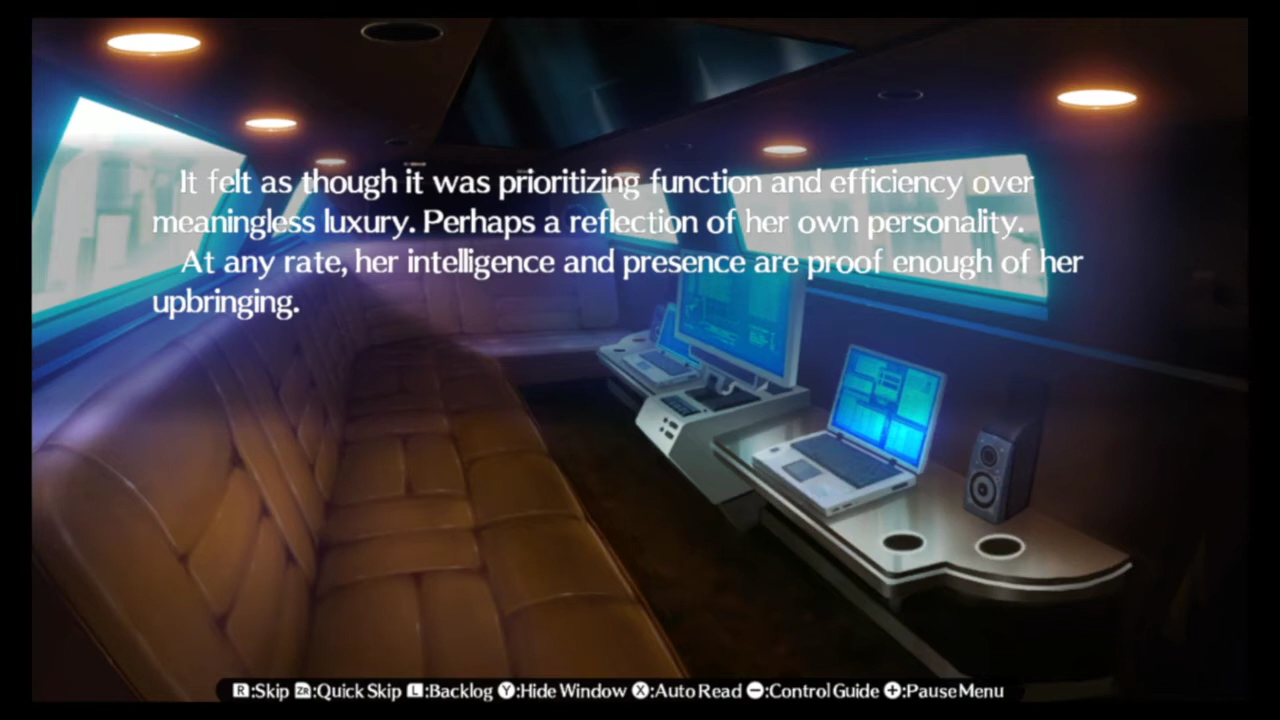 It felt as though it was prioritizing function and efficiency over
meaningless luxury. Perhaps a reflection of her own personality.
At any rate, her intelligence and presence are proof enough of her
upbringing.
R:Skip ZR:Quick Skip L:Backlog Y:Hide Window X:Auto Read -:Control Guide +:Pause Menu